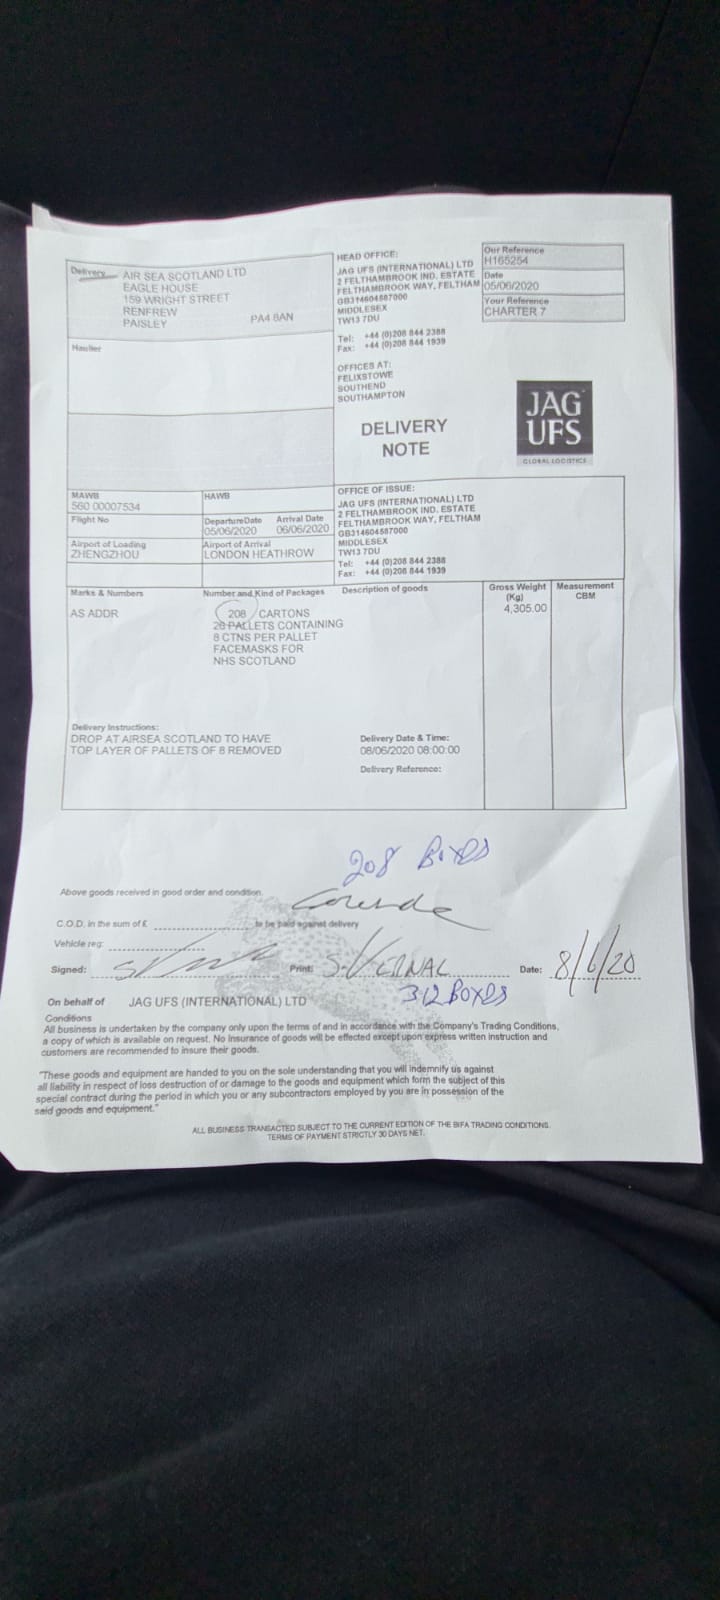 Delivery
AIR SEA SCOTLAND LTD
EAGLE HOUSE
159 WRIGHT STREET
RENFREW
PAISLEY PA4 8AN
Haulier
HEAD OFFICE:
JAG UFS (INTERNATIONAL) LTD
2 FELTHAMBROOK IND. ESTATE
FELTHAMBROOK WAY, FELTHAM
GB314604587000
MIDDLESEX
TW13 7DU
Tel: +44 (0)208 844 2388
Fax: +44 (0)208 844 1939
OFFICES AT:
FELIXSTOWE
SOUTHEND
SOUTHAMPTON
Our Reference
H165254
Date
05/06/2020
Your Reference
CHARTER 7
DELIVERY
NOTE
JAG
UFS
GLOBAL LOGISTICS
MAWB HAWB
560 00007534
Flight No Departure Date Arrival Date
05/06/2020 06/06/2020
Airport of Loading Airport of Arrival
ZHENGZHOU LONDON HEATHROW
OFFICE OF ISSUE:
JAG UFS (INTERNATIONAL) LTD
2 FELTHAMBROOK IND. ESTATE
FELTHAMBROOK WAY, FELTHAM
GB314604587000
MIDDLESEX
TW13 7DU
Tel: +44 (0)208 844 2388
Fax: +44 (0)208 844 1939
Marks & Numbers Number and Kind of Packages Description of goods Gross Weight (Kg) Measurement CBM
AS ADDR 208 CARTONS 4,305.00
26 PALLETS CONTAINING
8 CTNS PER PALLET
FACEMASKS FOR
NHS SCOTLAND
Delivery Instructions:
DROP AT AIRSEA SCOTLAND TO HAVE
TOP LAYER OF PALLETS OF 8 REMOVED
Delivery Date & Time:
08/06/2020 08:00:00
Delivery Reference:
208 BOXES
Above goods received in good order and condition.
C.O.D. in the sum of £ to be paid against delivery
Vehicle reg:
Signed: Print: S.VERNAL Date: 8/6/20
312 BOXES
On behalf of JAG UFS (INTERNATIONAL) LTD
Conditions
All business is undertaken by the company only upon the terms of and in accordance with the Company's Trading Conditions,
a copy of which is available on request. No Insurance of goods will be effected except upon express written instruction and
customers are recommended to insure their goods.
"These goods and equipment are handed to you on the sole understanding that you will indemnify us against
all liability in respect of loss destruction of or damage to the goods and equipment which form the subject of this
special contract during the period in which you or any subcontractors employed by you are in possession of the
said goods and equipment."
ALL BUSINESS TRANSACTED SUBJECT TO THE CURRENT EDITION OF THE BIFA TRADING CONDITIONS.
TERMS OF PAYMENT STRICTLY 30 DAYS NET.